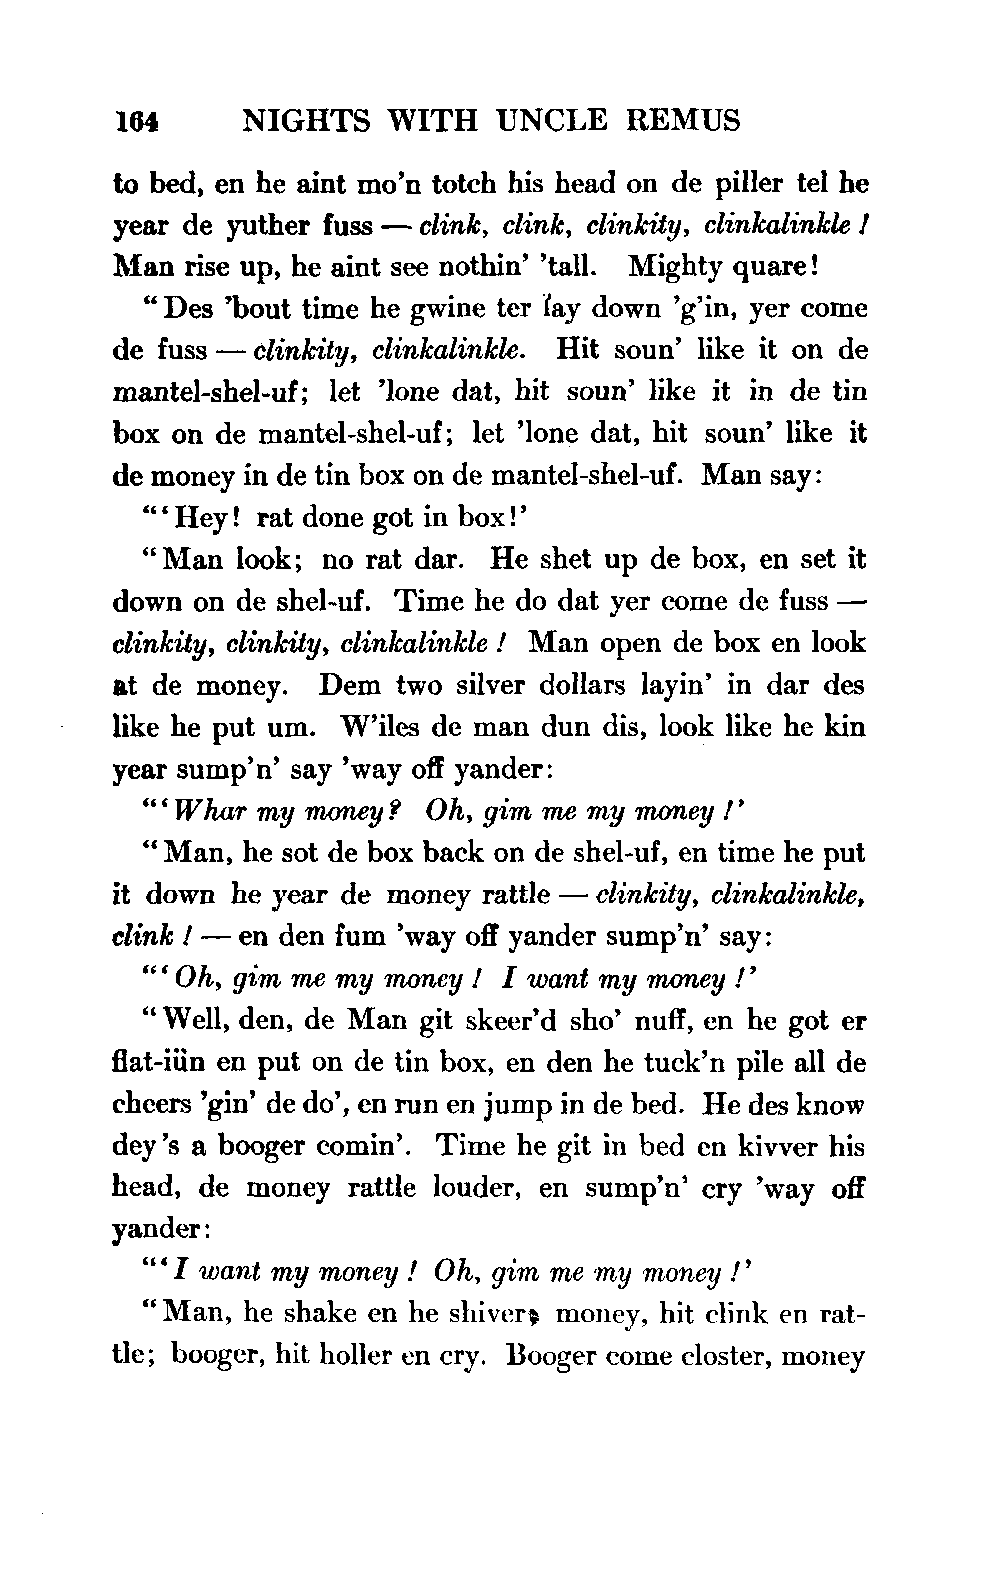 164 NIGHTS WITH UNCLE REMUS
to bed, en he aint mo'n totch his head on de piller tel he
year de yuther fuss — clink, clink, clinkity, clinkalinkle !
Man rise up, he aint see nothin' 'tall. Mighty quare!
“Des 'bout time he gwine ter lay down 'g'in, yer come
de fuss — clinkity, clinkalinkle. Hit soun' like it on de
mantel-shel-uf; let 'lone dat, hit soun' like it in de tin
box on de mantel-shel-uf; let 'lone dat, hit soun' like it
de money in de tin box on de mantel-shel-uf. Man say:
“‘Hey! rat done got in box!’
“Man look; no rat dar. He shet up de box, en set it
down on de shel-uf. Time he do dat yer come de fuss —
clinkity, clinkity, clinkalinkle ! Man open de box en look
at de money. Dem two silver dollars layin' in dar des
like he put um. W'iles de man dun dis, look like he kin
year sump'n' say 'way off yander:
“‘Whar my money? Oh, gim me my money !’
“Man, he sot de box back on de shel-uf, en time he put
it down he year de money rattle — clinkity, clinkalinkle,
clink ! — en den fum 'way off yander sump'n' say:
“‘Oh, gim me my money ! I want my money !’
“Well, den, de Man git skeer'd sho' nuff, en he got er
flat-iün en put on de tin box, en den he tuck'n pile all de
cheers 'gin' de do', en run en jump in de bed. He des know
dey's a booger comin'. Time he git in bed en kivver his
head, de money rattle louder, en sump'n' cry 'way off
yander:
“‘I want my money ! Oh, gim me my money !’
“Man, he shake en he shiver; money, hit clink en rat-
tle; booger, hit holler en cry. Booger come closter, money